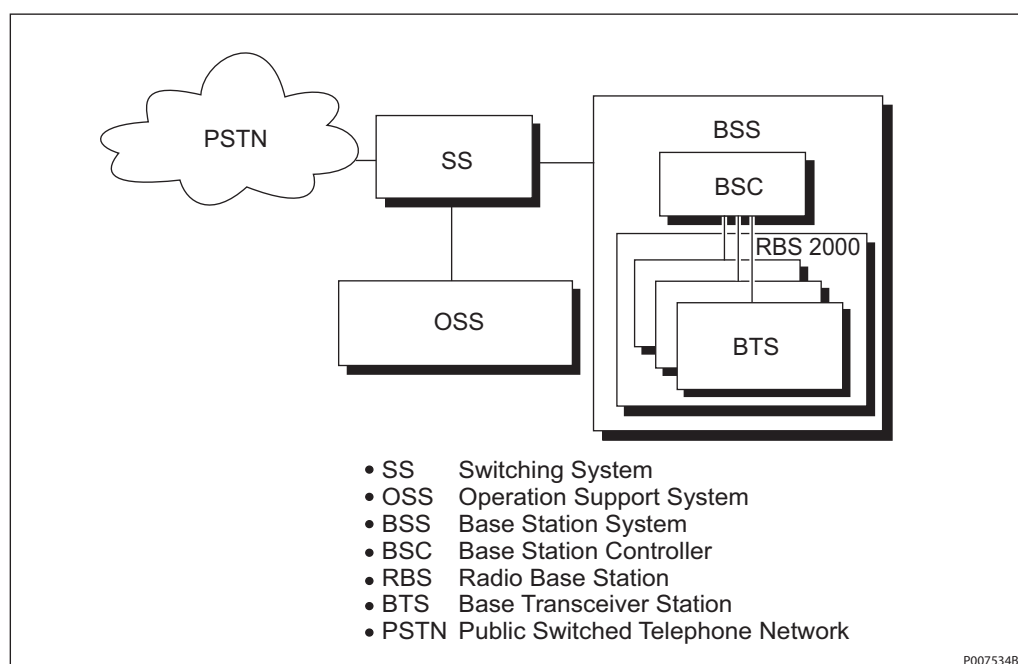 PSTN
SS
BSS
BSC
RBS 2000
OSS
BTS
• SS Switching System
• OSS Operation Support System
• BSS Base Station System
• BSC Base Station Controller
• RBS Radio Base Station
• BTS Base Transceiver Station
• PSTN Public Switched Telephone Network
P007534B